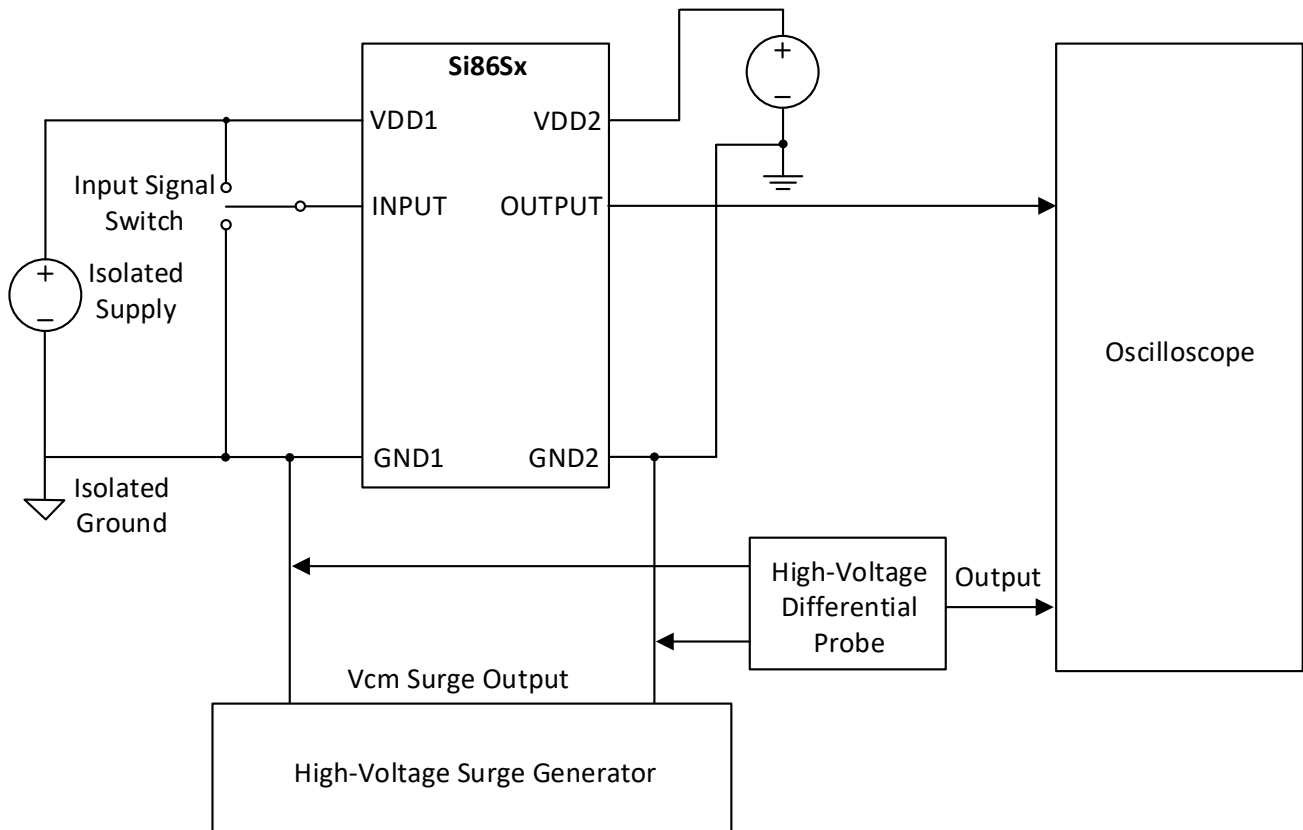 Si86Sx
VDD1
VDD2
Input Signal
Switch
INPUT
OUTPUT
+
−
+
−
Isolated
Supply
Oscilloscope
GND1
GND2
Isolated
Ground
High-Voltage
Differential
Probe
Output
Vcm Surge Output
High-Voltage Surge Generator